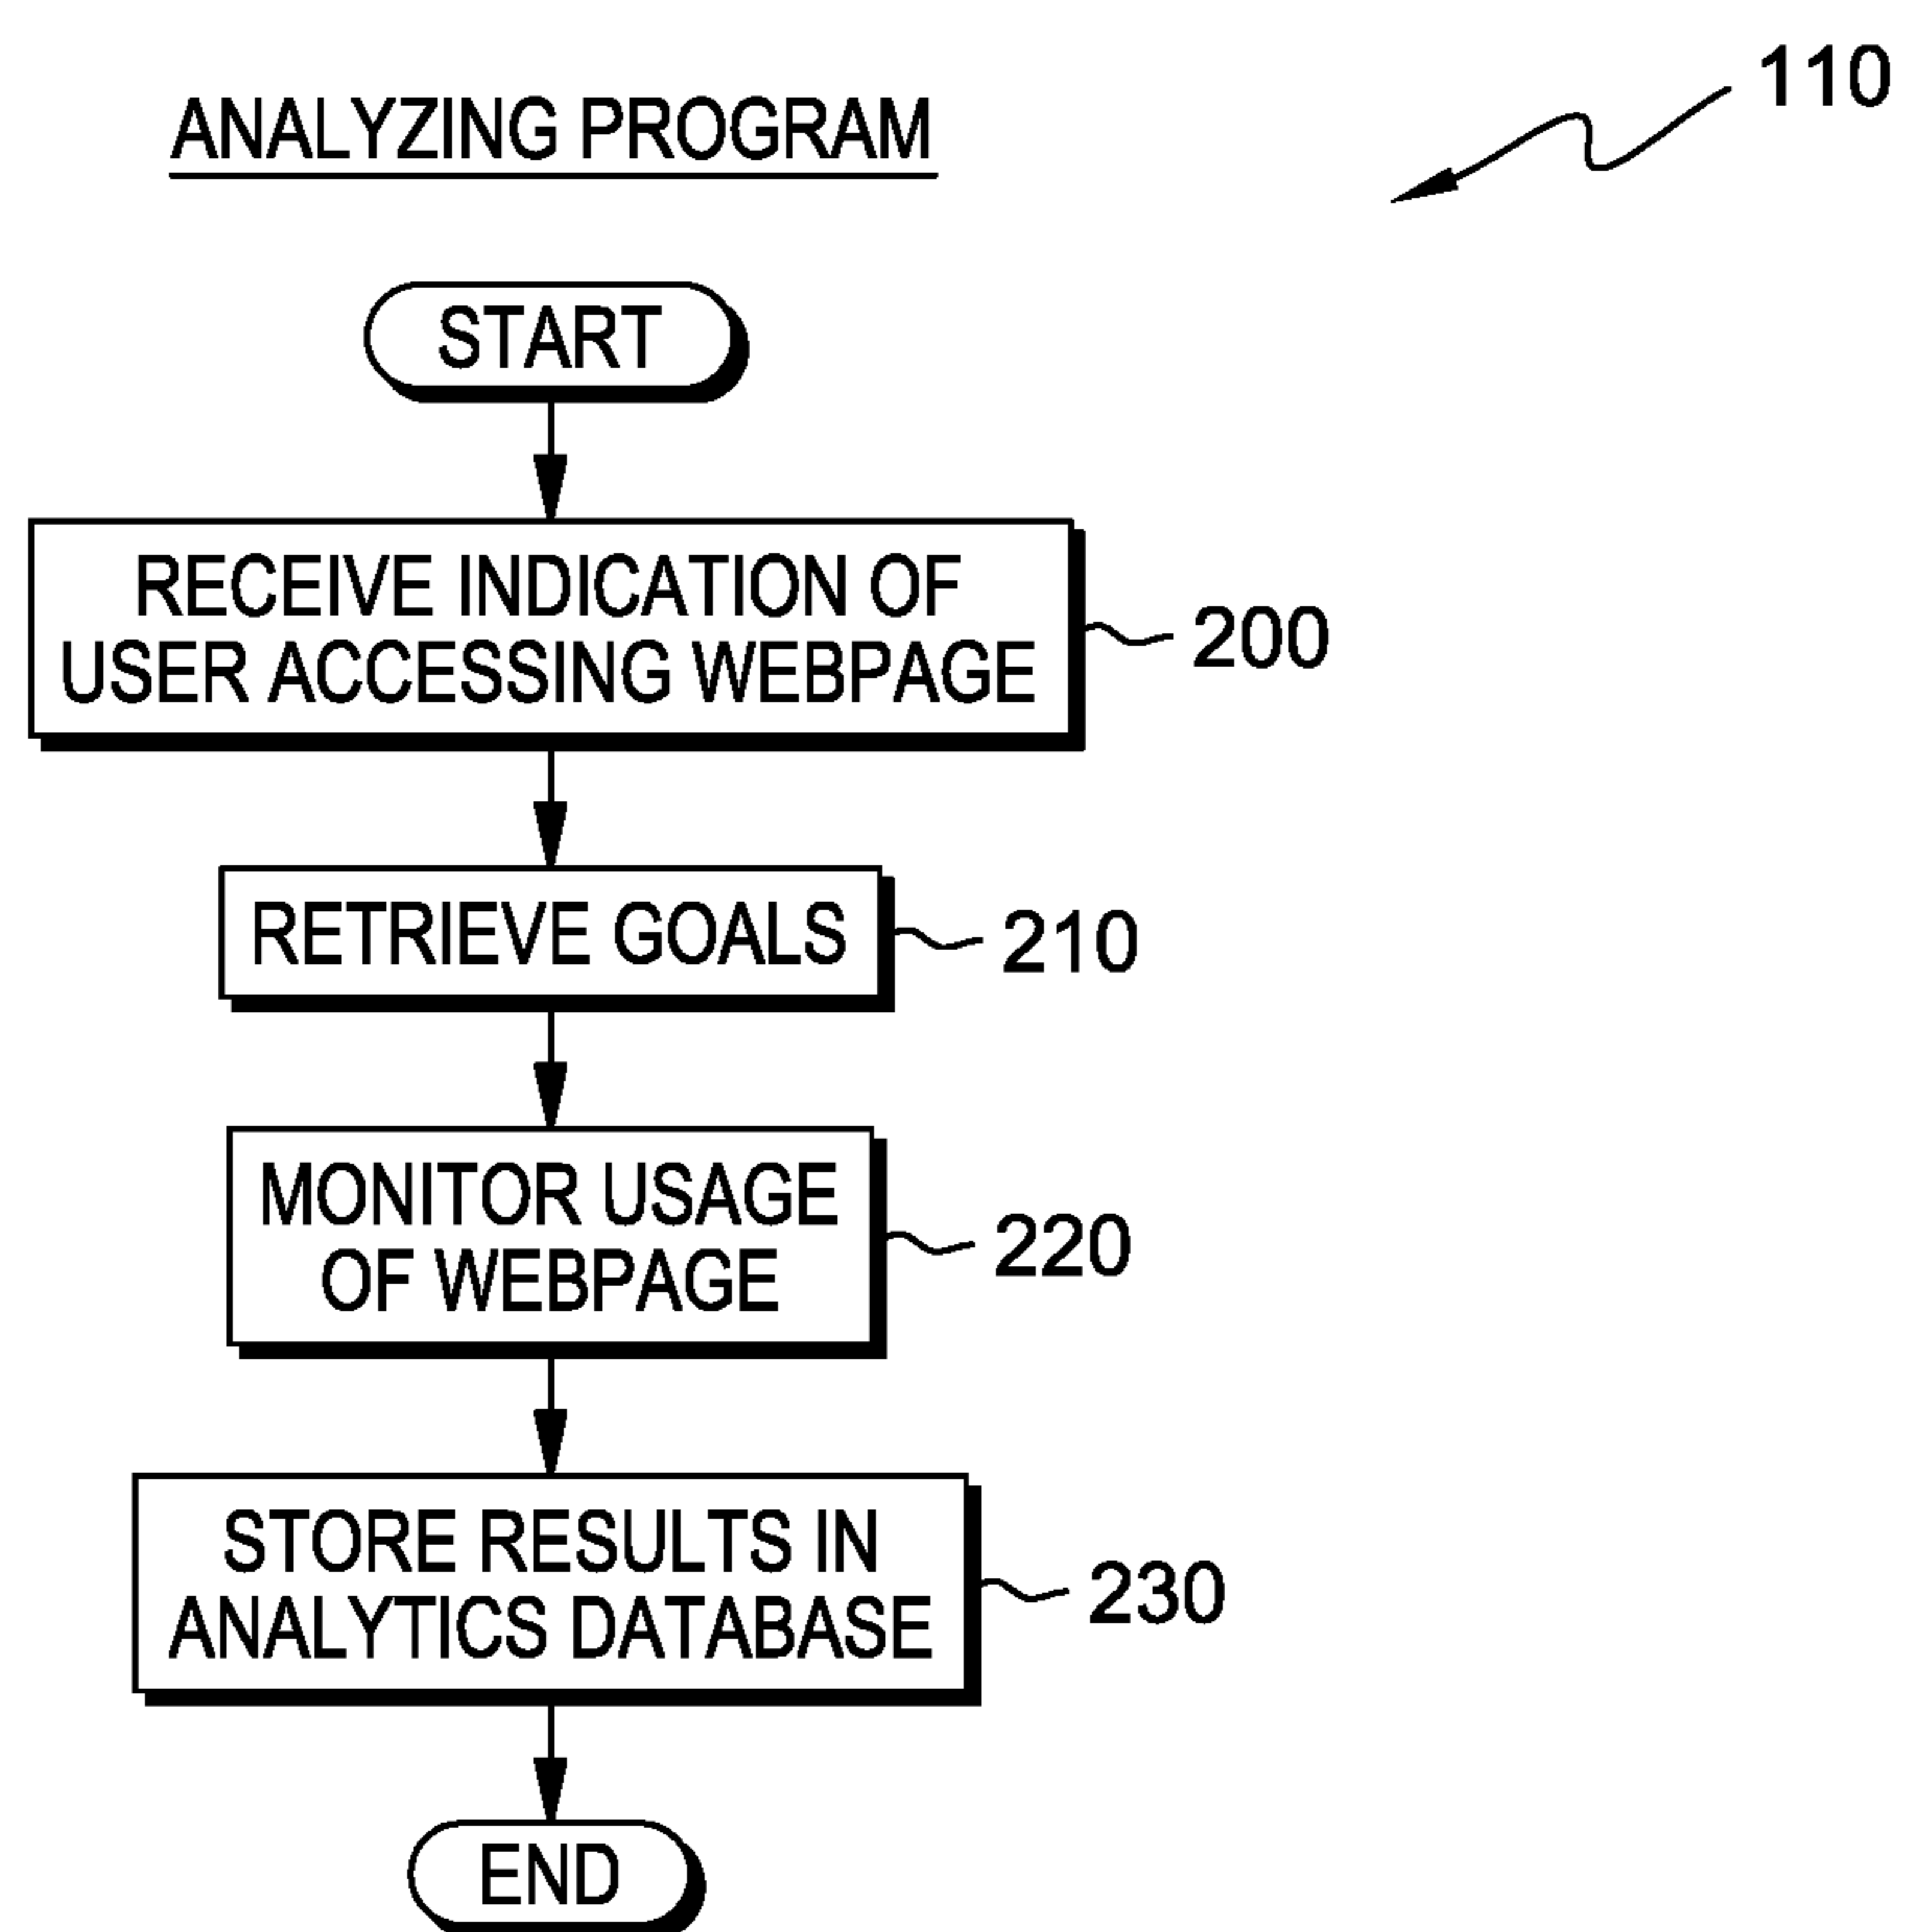 ANALYZING PROGRAM
110
START
RECEIVE INDICATION OF
USER ACCESSING WEBPAGE
200
RETRIEVE GOALS
210
MONITOR USAGE
OF WEBPAGE
220
STORE RESULTS IN
ANALYTICS DATABASE
230
END